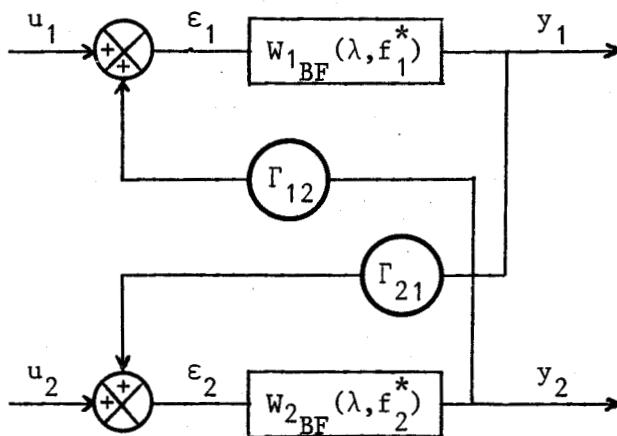 u₁ ε₁ W₁BF(λ,f₁*) y₁
+
+
Γ₁₂
Γ₂₁
+ +
u₂ ε₂ W₂BF(λ,f₂*) y₂